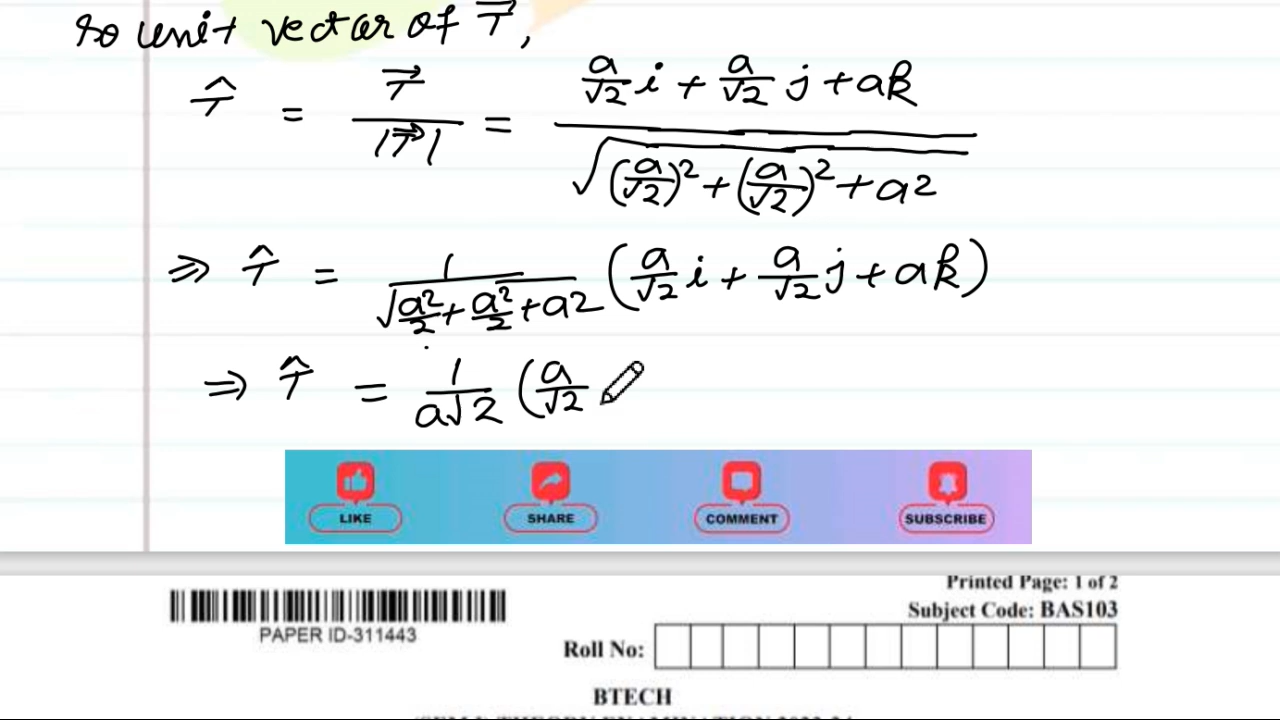 so unit vector of T⃗,
T̂ = T⃗ / |T⃗| = (a/√2 i + a/√2 j + ak) / √((a/√2)² + (a/√2)² + a²)
⇒ T̂ = 1/√(a²/2 + a²/2 + a²) (a/√2 i + a/√2 j + ak)
⇒ T̂ = 1/(a√2) (a/√2
LIKE SHARE COMMENT SUBSCRIBE
Printed Page: 1 of 2
Subject Code: BAS103
PAPER ID-311443
Roll No:
BTECH